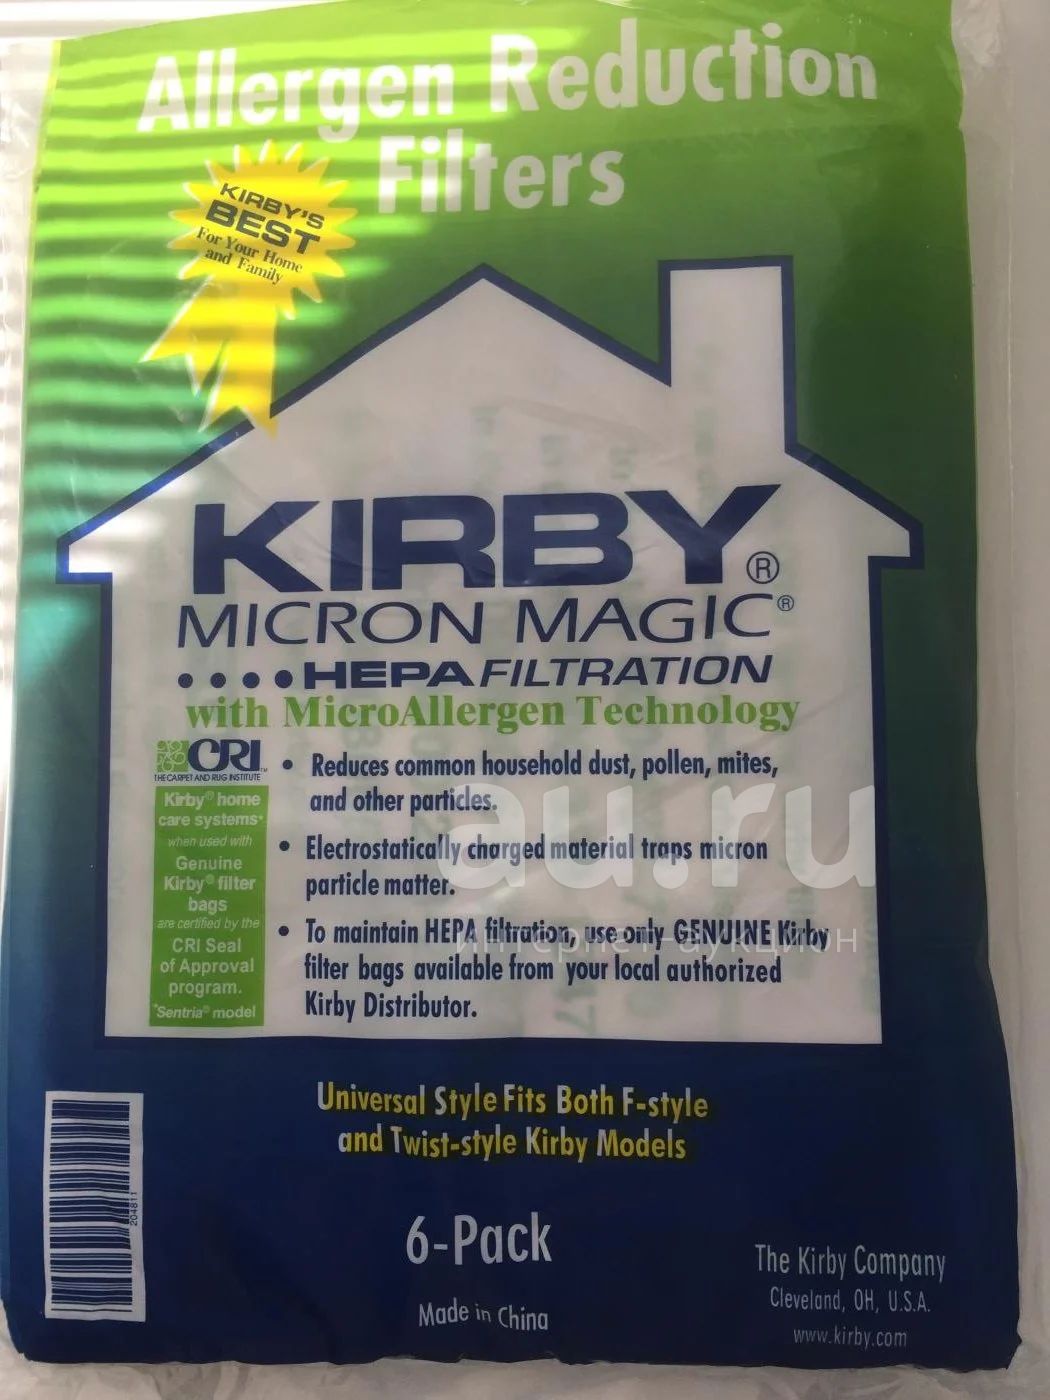 Allergen Reduction
Filters
KIRBY'S
BEST
For Your Home
and Family
KIRBY®
MICRON MAGIC®
••••HEPA FILTRATION
with MicroAllergen Technology
CRI™
THE CARPET AND RUG INSTITUTE
Kirby® home
care systems*
when used with
Genuine
Kirby® filter
bags
are certified by the
CRI Seal
of Approval
program.
*Sentria® model
• Reduces common household dust, pollen, mites,
and other particles.
• Electrostatically charged material traps micron
particle matter.
• To maintain HEPA filtration, use only GENUINE Kirby
filter bags available from your local authorized
Kirby Distributor.
au.ru
интернет-аукцион
Universal Style Fits Both F-style
and Twist-style Kirby Models
204811
6-Pack
Made in China
The Kirby Company
Cleveland, OH, U.S.A.
www.kirby.com